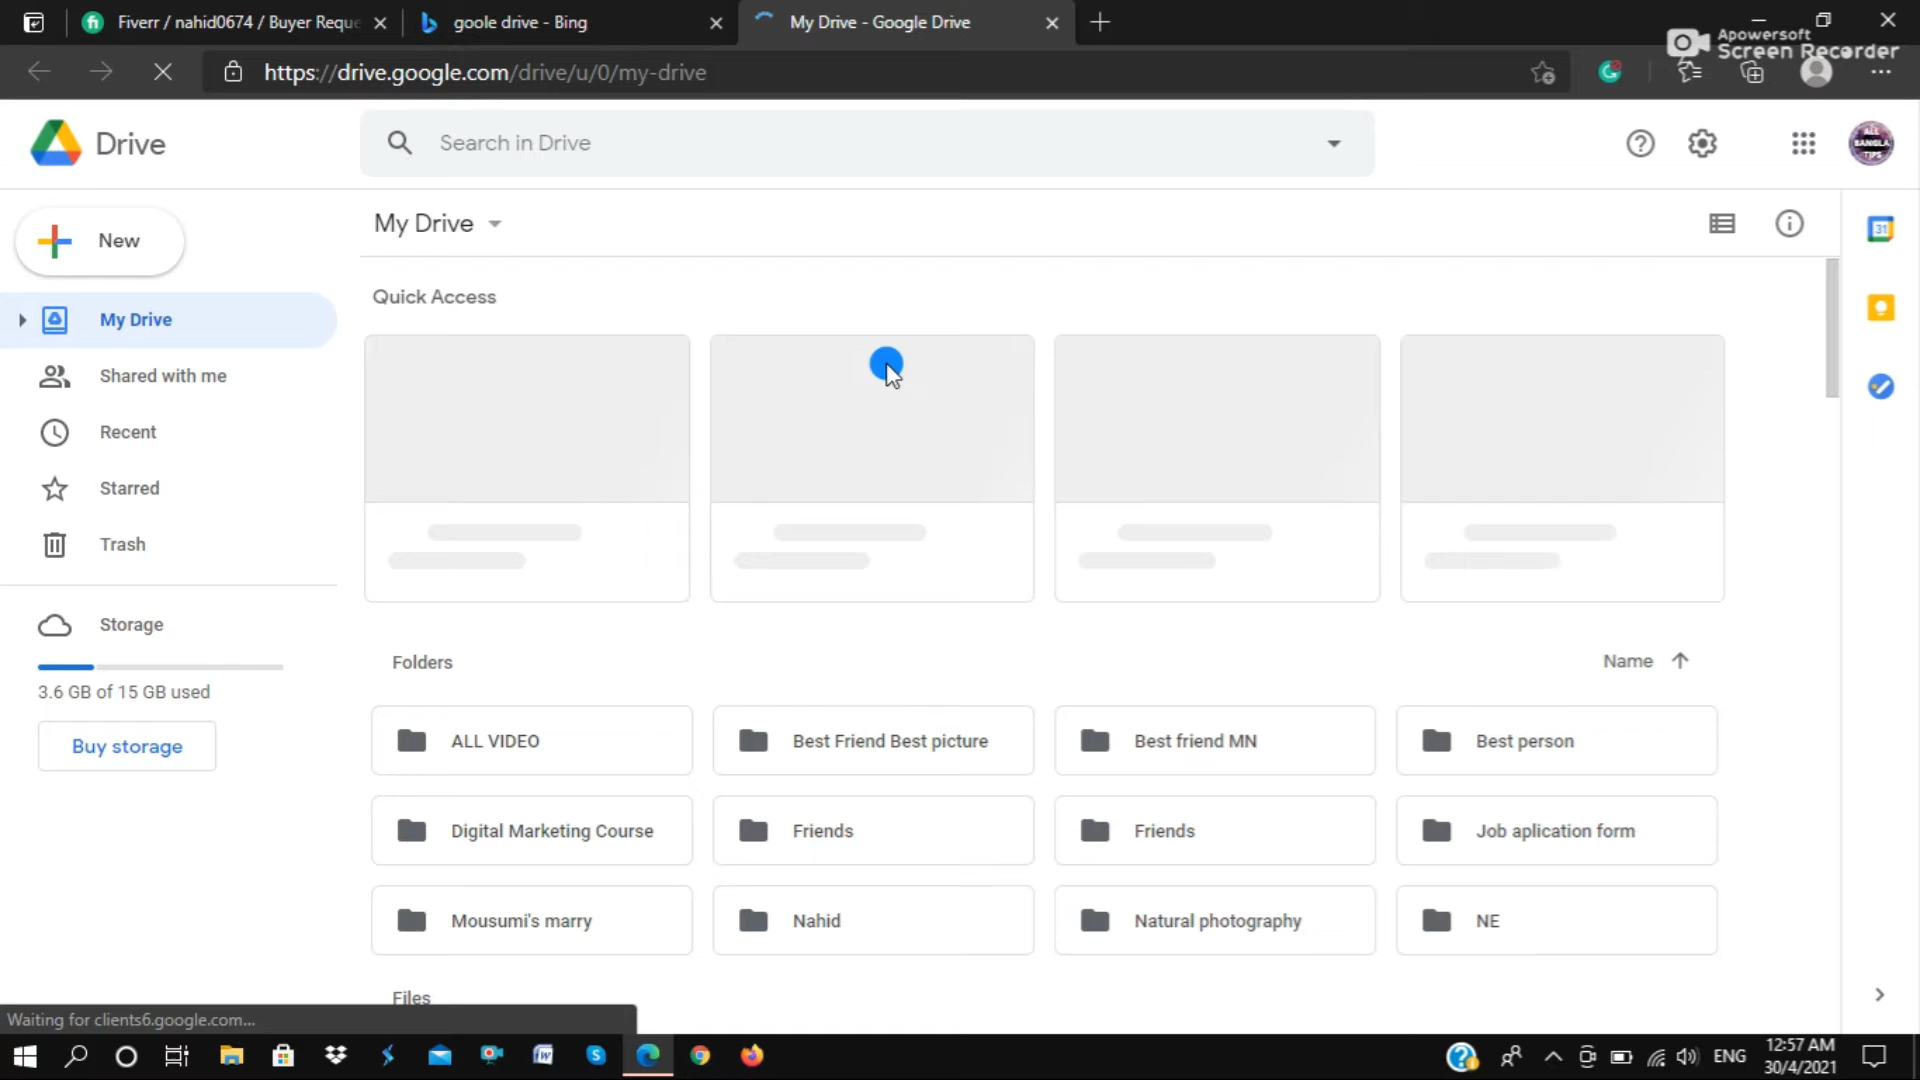 Fiverr / nahid0674 / Buyer Reque
goole drive - Bing
My Drive - Google Drive
Apowersoft
Screen Recorder
https://drive.google.com/drive/u/0/my-drive
Drive
Search in Drive
ALL
BANGLA
TIPS
New
My Drive
31
Quick Access
My Drive
Shared with me
Recent
Starred
Trash
Storage
3.6 GB of 15 GB used
Buy storage
Folders
Name
ALL VIDEO
Best Friend Best picture
Best friend MN
Best person
Digital Marketing Course
Friends
Friends
Job aplication form
Mousumi's marry
Nahid
Natural photography
NE
Files
Waiting for clients6.google.com...
ENG
12:57 AM
30/4/2021